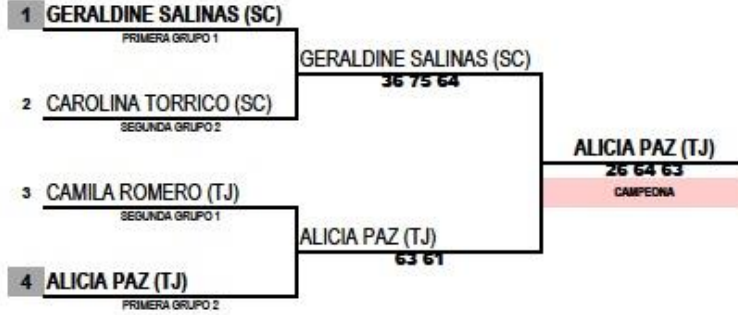 1 GERALDINE SALINAS (SC)
PRIMERA GRUPO 1
GERALDINE SALINAS (SC)
36 75 64
2 CAROLINA TORRICO (SC)
SEGUNDA GRUPO 2
ALICIA PAZ (TJ)
26 64 63
CAMPEONA
3 CAMILA ROMERO (TJ)
SEGUNDA GRUPO 1
ALICIA PAZ (TJ)
63 61
4 ALICIA PAZ (TJ)
PRIMERA GRUPO 2